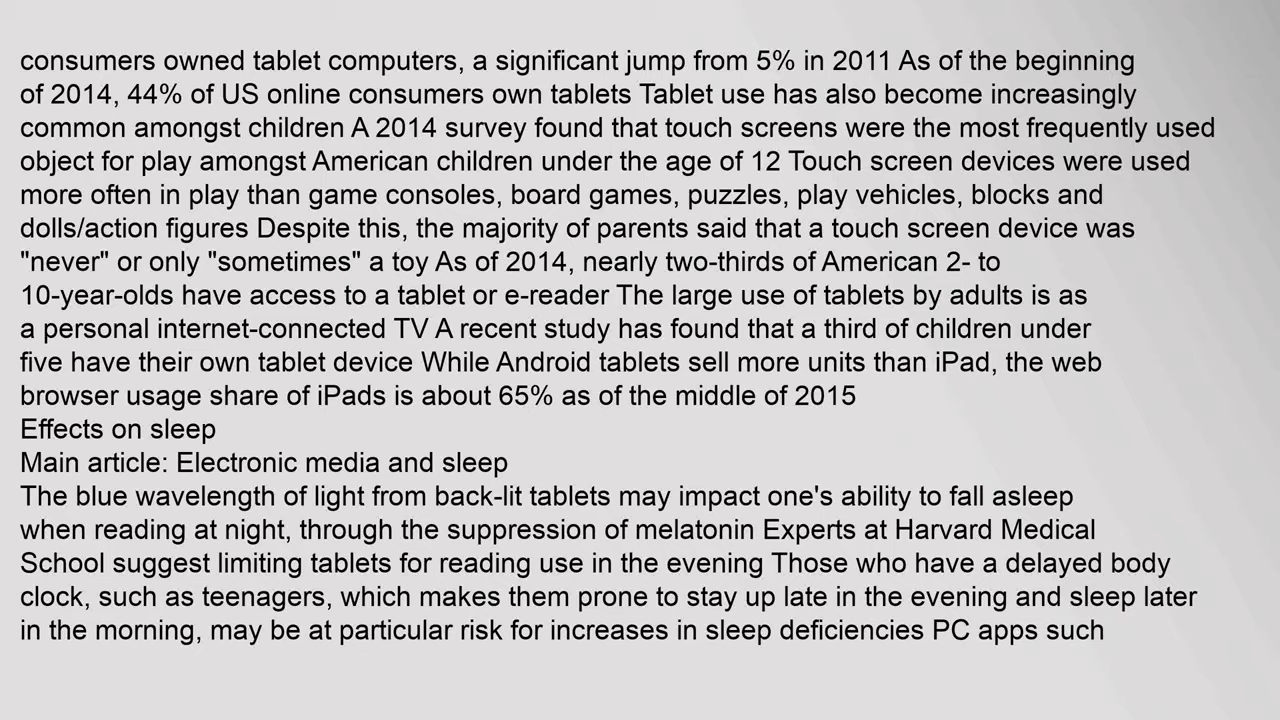 consumers owned tablet computers, a significant jump from 5% in 2011 As of the beginning
of 2014, 44% of US online consumers own tablets Tablet use has also become increasingly
common amongst children A 2014 survey found that touch screens were the most frequently used
object for play amongst American children under the age of 12 Touch screen devices were used
more often in play than game consoles, board games, puzzles, play vehicles, blocks and
dolls/action figures Despite this, the majority of parents said that a touch screen device was
"never" or only "sometimes" a toy As of 2014, nearly two-thirds of American 2- to
10-year-olds have access to a tablet or e-reader The large use of tablets by adults is as
a personal internet-connected TV A recent study has found that a third of children under
five have their own tablet device While Android tablets sell more units than iPad, the web
browser usage share of iPads is about 65% as of the middle of 2015
Effects on sleep
Main article: Electronic media and sleep
The blue wavelength of light from back-lit tablets may impact one's ability to fall asleep
when reading at night, through the suppression of melatonin Experts at Harvard Medical
School suggest limiting tablets for reading use in the evening Those who have a delayed body
clock, such as teenagers, which makes them prone to stay up late in the evening and sleep later
in the morning, may be at particular risk for increases in sleep deficiencies PC apps such